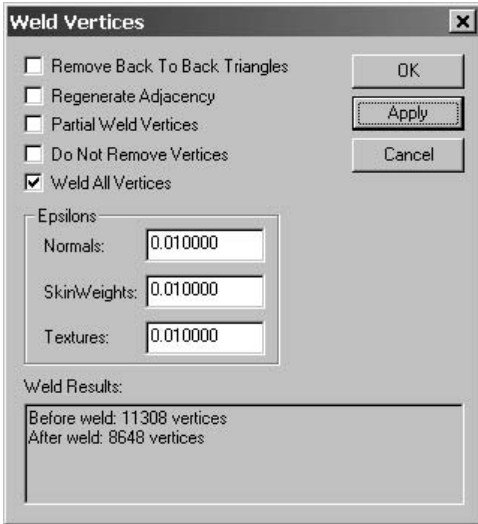 Weld Vertices
Remove Back To Back Triangles
Regenerate Adjacency
Partial Weld Vertices
Do Not Remove Vertices
Weld All Vertices
OK
Apply
Cancel
Epsilons
Normals: 0.010000
SkinWeights: 0.010000
Textures: 0.010000
Weld Results:
Before weld: 11308 vertices
After weld: 8648 vertices